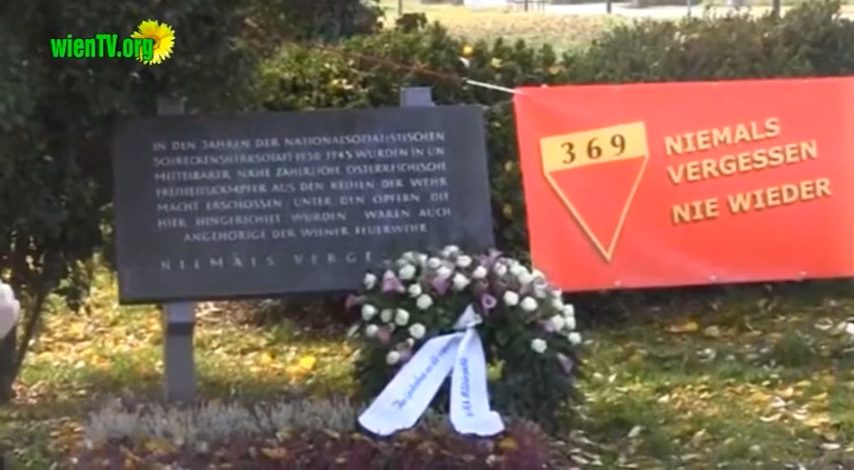 wienTV.org
IN DEN JAHREN DER NATIONALSOZIALISTISCHEN
SCHRECKENSHERRSCHAFT 1938-1945 WURDEN IN UN
MITTELBARER NÄHE ZAHLREICHE ÖSTERREICHISCHE
FREIHEITSKÄMPFER AUS DEN REIHEN DER WEHR
MACHT ERSCHOSSEN. UNTER DEN OPFERN DIE
HIER HINGERICHTET WURDEN WAREN AUCH
ANGEHÖRIGE DER WIENER FEUERWEHR
NIEMALS VERGE
369
NIEMALS
VERGESSEN
NIE WIEDER